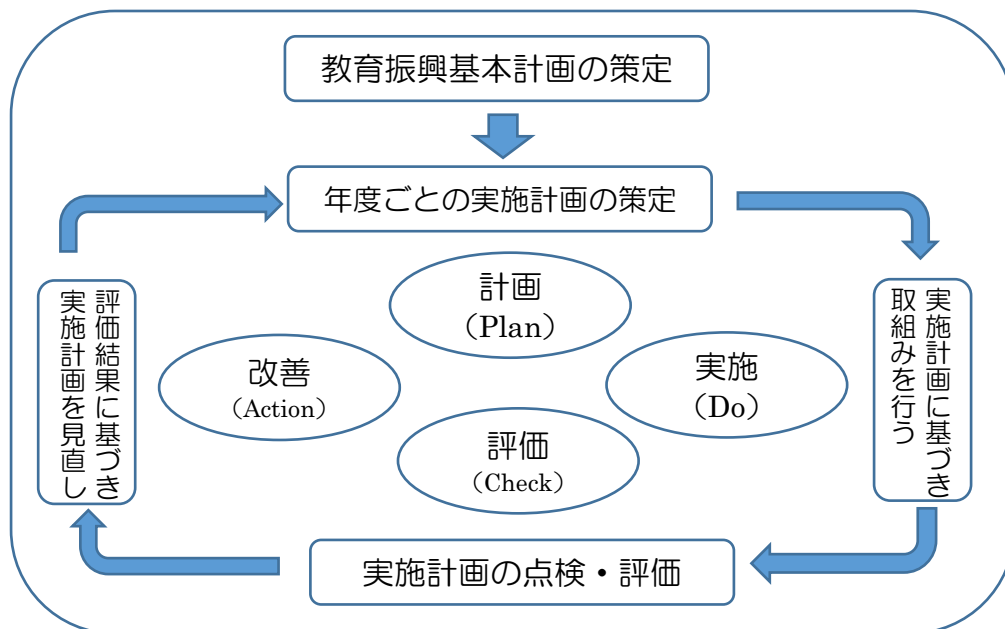 教育振興基本計画の策定
年度ごとの実施計画の策定
計画
（Plan）
実施
（Do）
評価
（Check）
改善
（Action）
実施計画に基づき
取組みを行う
実施計画の点検・評価
評価結果に基づき
実施計画を見直し